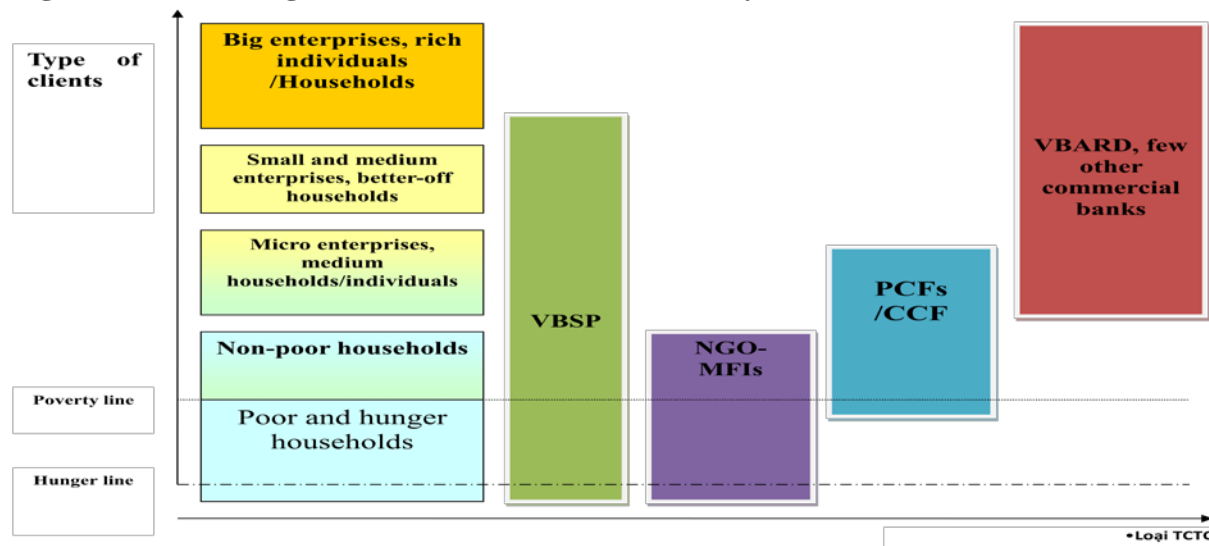 Type of
clients
Big enterprises, rich
individuals
/Households
Small and medium
enterprises, better-off
households
Micro enterprises,
medium
households/individuals
Non-poor households
Poor and hunger
households
Poverty line
Hunger line
VBSP
NGO-
MFIs
PCFs
/CCF
VBARD, few
other
commercial
banks
•Loại TCTC